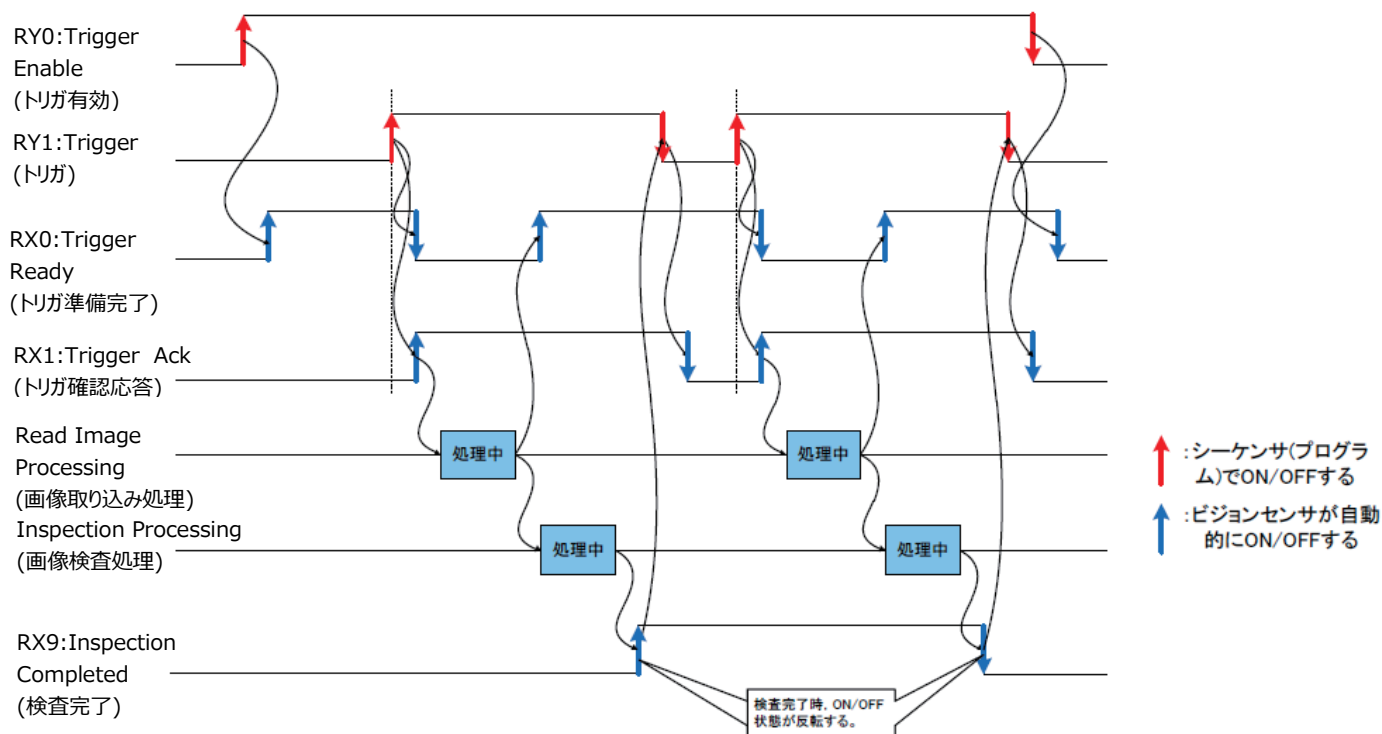 RY0:Trigger
Enable
(トリガ有効)
RY1:Trigger
(トリガ)
RX0:Trigger
Ready
(トリガ準備完了)
RX1:Trigger Ack
(トリガ確認応答)
Read Image
Processing
(画像取り込み処理)
処理中
処理中
Inspection Processing
(画像検査処理)
処理中
処理中
RX9:Inspection
Completed
(検査完了)
検査完了時、ON/OFF
状態が反転する。
:シーケンサ(プログラ
ム)でON/OFFする
:ビジョンセンサが自動
的にON/OFFする